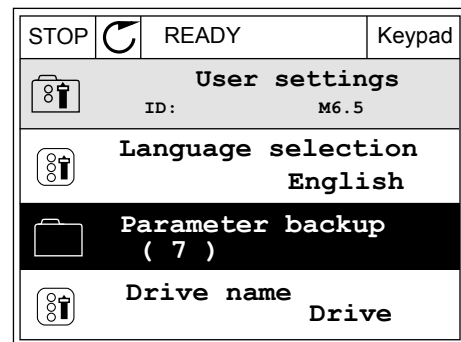 STOP READY Keypad
User settings
ID: M6.5
Language selection
English
Parameter backup
( 7 )
Drive name
Drive